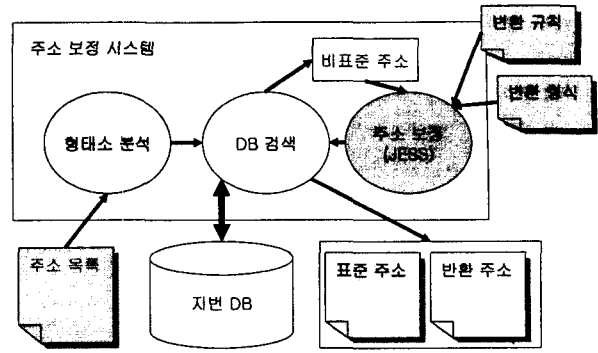 변환 규칙
주소 보정 시스템
비표준 주소
변환 형식
형태소 분석
DB 검색
주소 보정
(JESS)
주소 목록
지번 DB
표준 주소
반환 주소